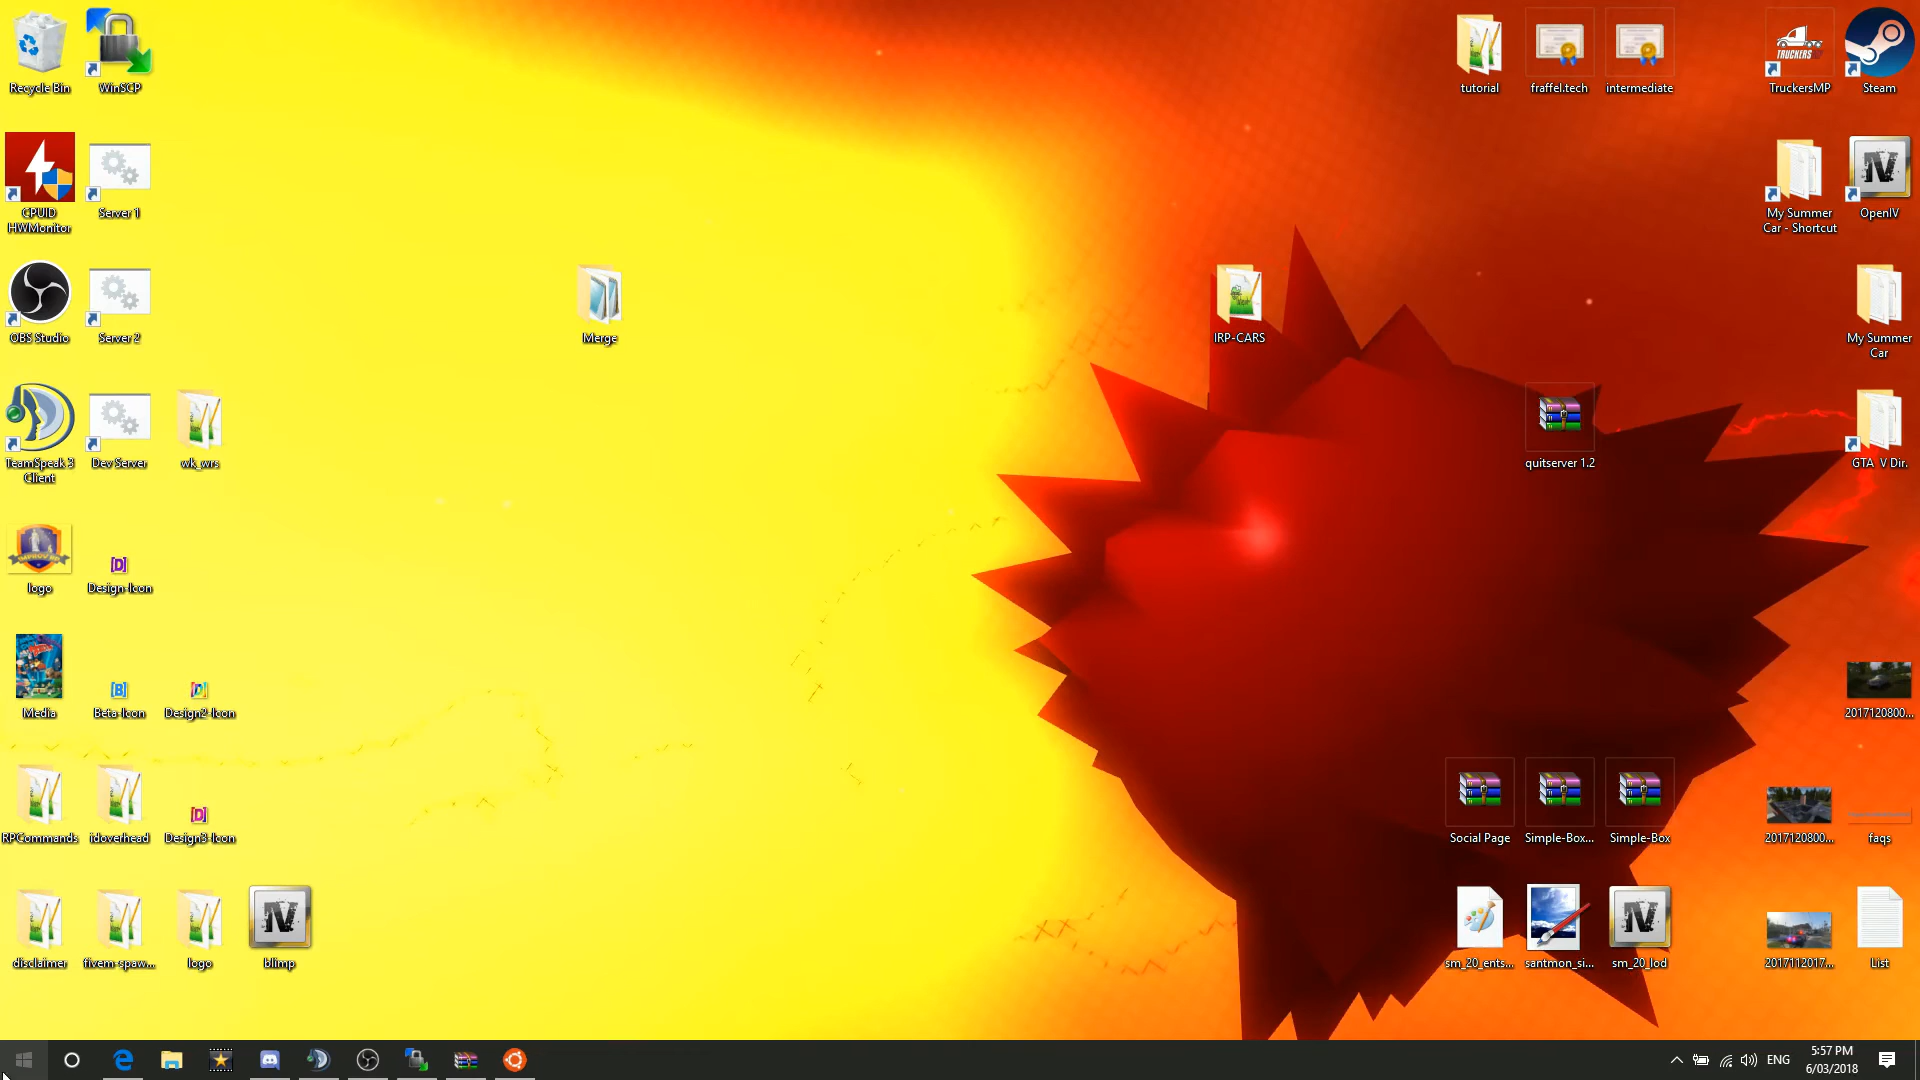 Recycle Bin
WinSCP
tutorial
fraffel.tech
intermediate
TRUCKERS
TruckersMP
Steam
CPUID
HWMonitor
Server 1
My Summer
Car - Shortcut
IV
OpenIV
OBS Studio
Server 2
Merge
IRP-CARS
My Summer
Car
TeamSpeak 3
Client
Dev Server
wk_wrs
quitserver 1.2
GTA V Dir.
logo
[D]
Design-Icon
Media
[B]
Beta-Icon
[D]
Design2-Icon
2017120800...
RPCommands
idoverhead
[D]
Design3-Icon
Social Page
Simple-Box...
Simple-Box
2017120800...
faqs
disclaimer
fivem-spaw...
logo
IV
blimp
sm_20_ents...
santmon_si...
IV
sm_20_lod
2017112017...
List
ENG
5:57 PM
6/03/2018